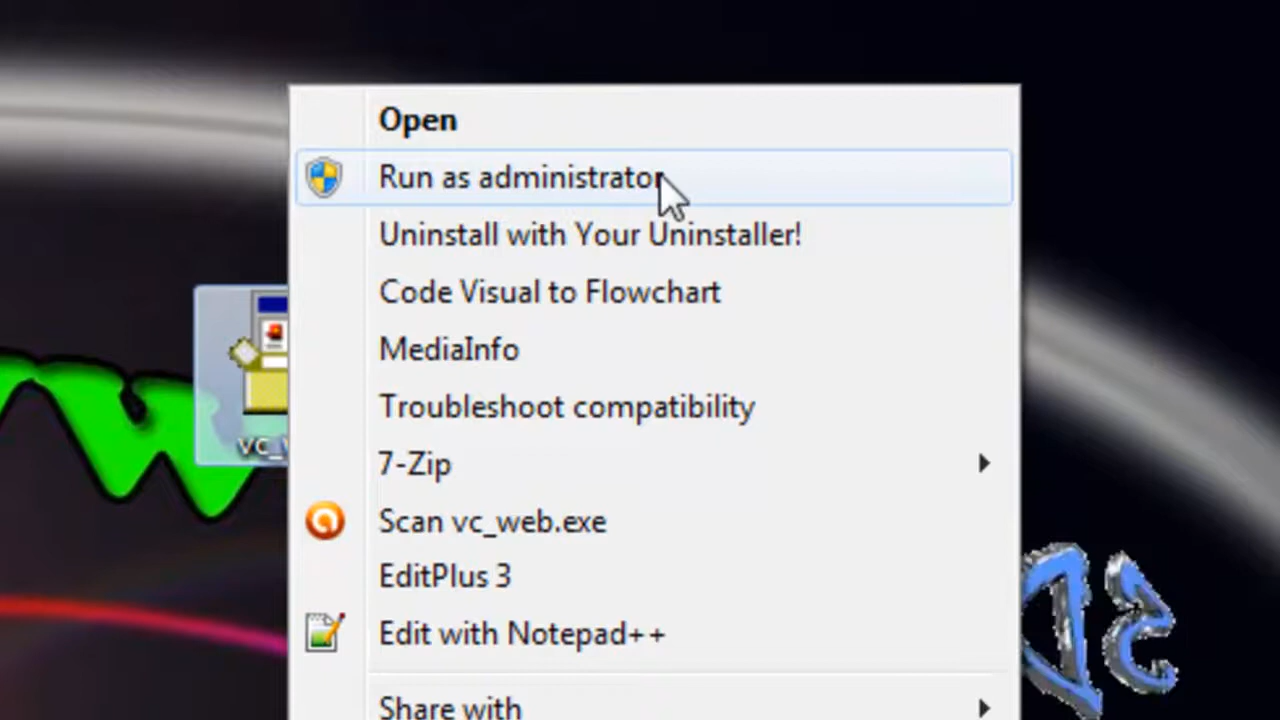 Open
Run as administrator
Uninstall with Your Uninstaller!
Code Visual to Flowchart
MediaInfo
Troubleshoot compatibility
7-Zip
vc_
Scan vc_web.exe
EditPlus 3
Edit with Notepad++
Share with